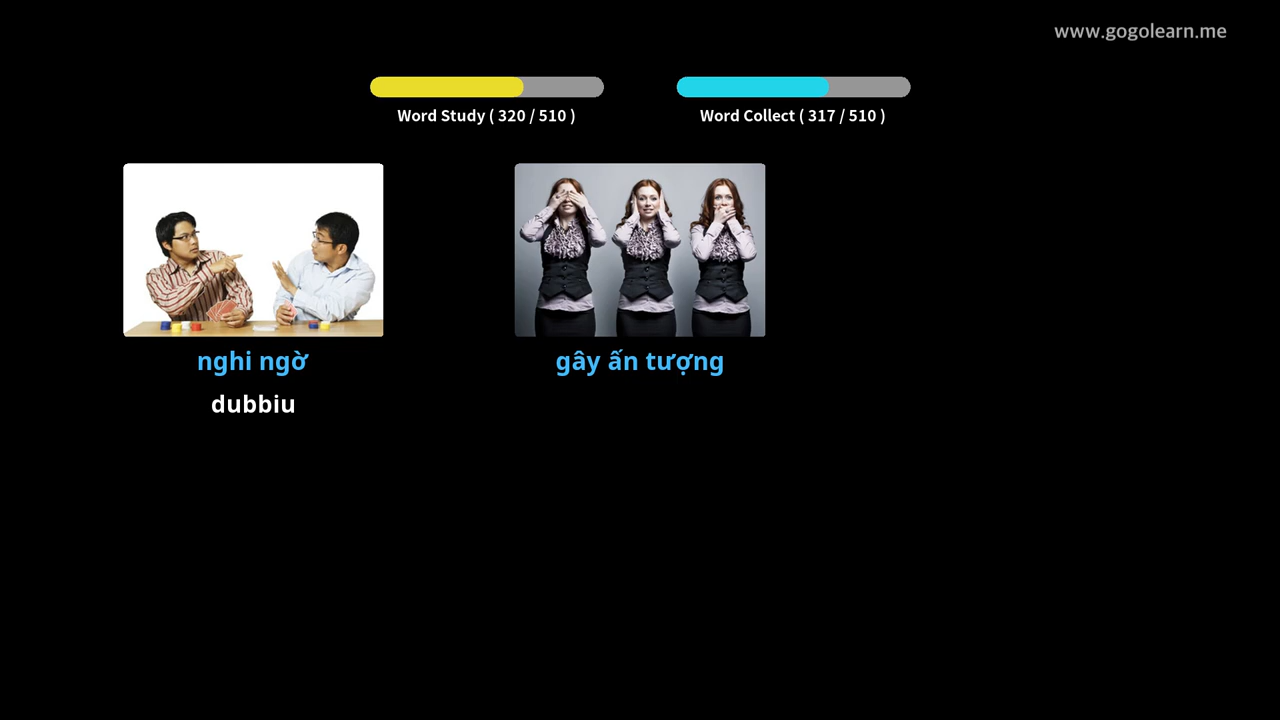 www.gogolearn.me
Word Study ( 320 / 510 )
Word Collect ( 317 / 510 )
nghi ngờ
gây ấn tượng
dubbiu